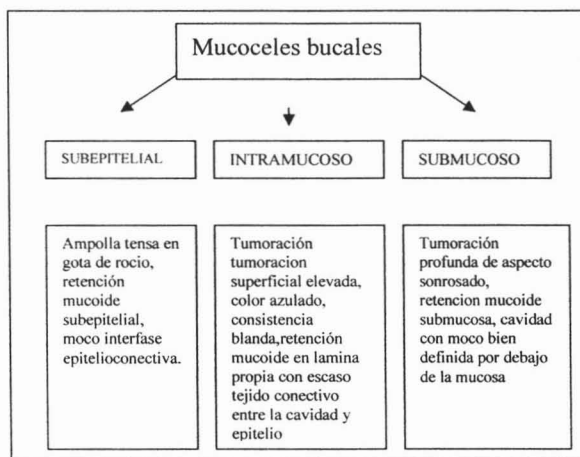 Mucoceles bucales
SUBEPITELIAL
INTRAMUCOSO
SUBMUCOSO
Ampolla tensa en
gota de rocio,
retención
mucoide
subepitelial,
moco interfase
epitelioconectiva.
Tumoración
tumoracion
superficial elevada,
color azulado,
consistencia
blanda,retención
mucoide en lamina
propia con escaso
tejido conectivo
entre la cavidad y
epitelio
Tumoración
profunda de aspecto
sonrosado,
retencion mucoide
submucosa, cavidad
con moco bien
definida por debajo
de la mucosa